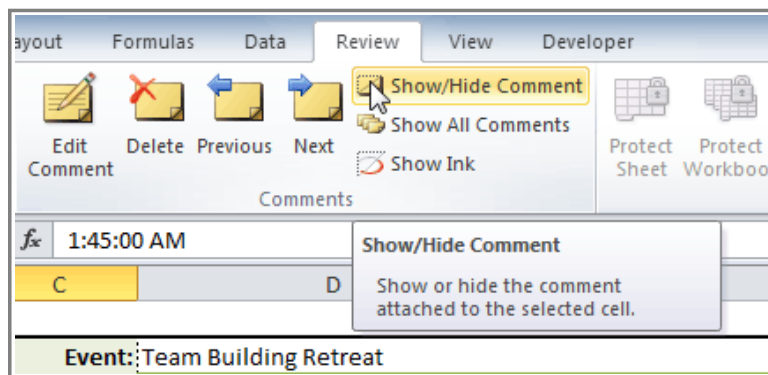 ayout Formulas Data Review View Developer
Edit Comment
Delete
Previous
Next
Show/Hide Comment
Show All Comments
Show Ink
Protect Sheet
Protect Workboo
Comments
fx 1:45:00 AM
Show/Hide Comment
Show or hide the comment
attached to the selected cell.
C D
Event: Team Building Retreat